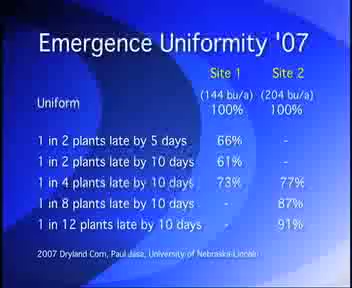 Emergence Uniformity '07
Site 1 Site 2
(144 bu/a) (204 bu/a)
Uniform 100% 100%
1 in 2 plants late by 5 days 66% -
1 in 2 plants late by 10 days 61% -
1 in 4 plants late by 10 days 73% 77%
1 in 8 plants late by 10 days - 87%
1 in 12 plants late by 10 days - 91%
2007 Dryland Corn, Paul Jasa, University of Nebraska-Lincoln